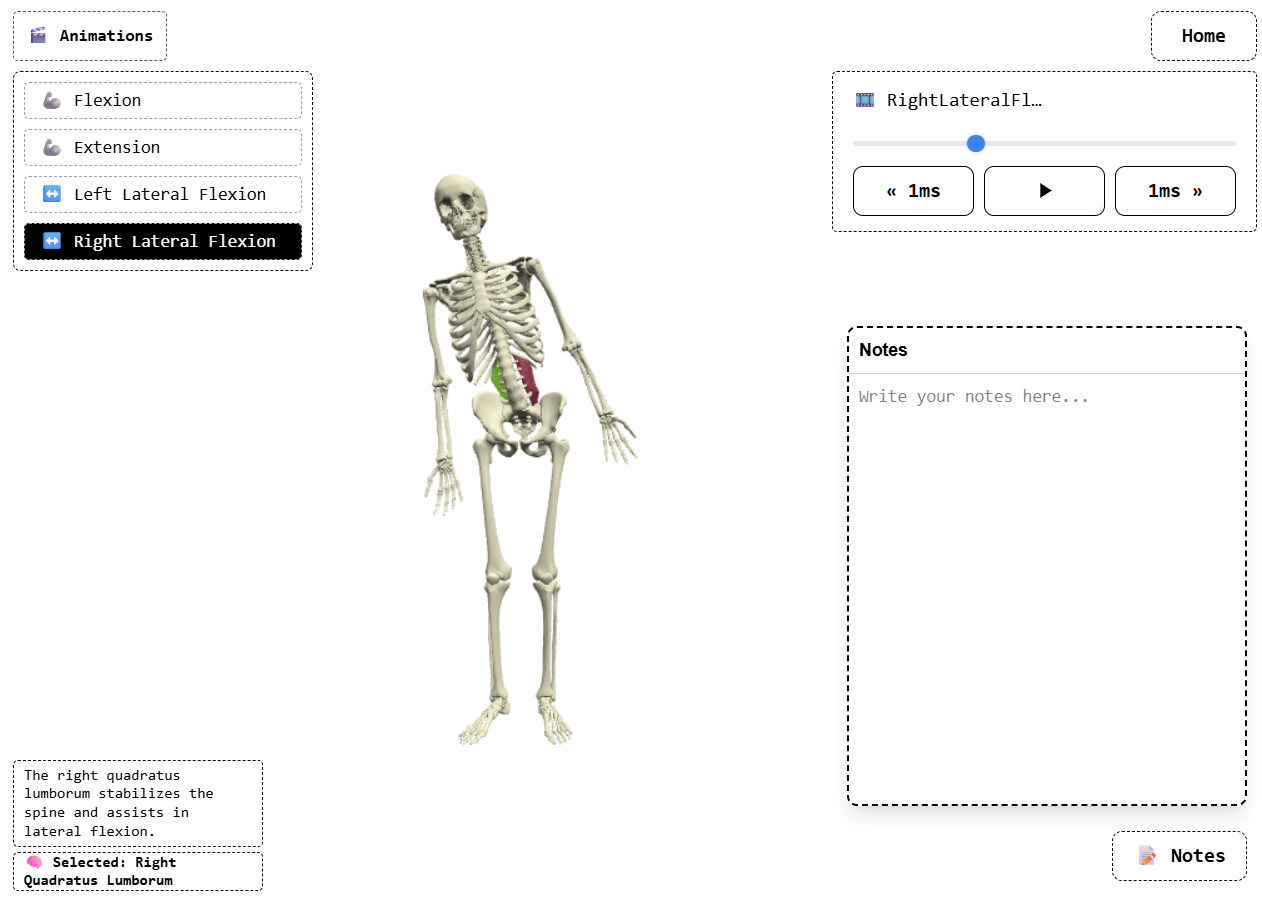 Animations
Home
Flexion
Extension
Left Lateral Flexion
Right Lateral Flexion
RightLateralFl…
« 1ms
1ms »
Notes
Write your notes here...
The right quadratus
lumborum stabilizes the
spine and assists in
lateral flexion.
Selected: Right
Quadratus Lumborum
Notes